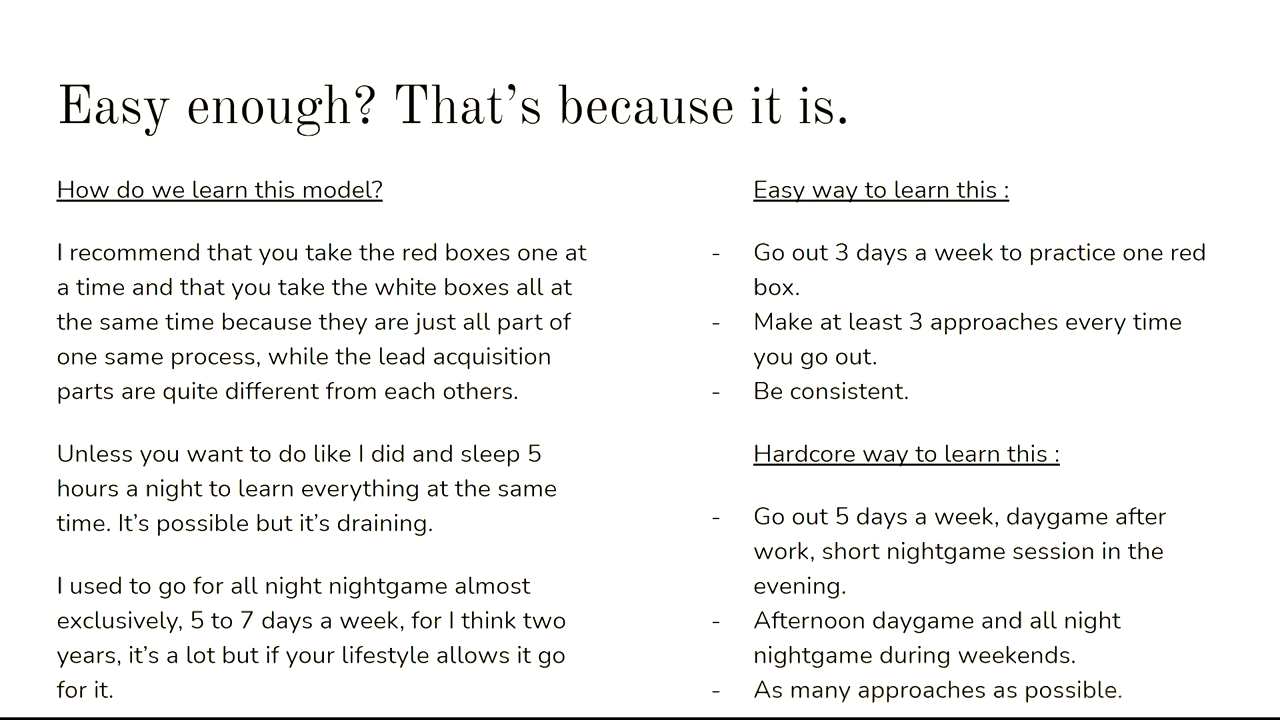 Easy enough? That’s because it is.
How do we learn this model?
I recommend that you take the red boxes one at
a time and that you take the white boxes all at
the same time because they are just all part of
one same process, while the lead acquisition
parts are quite different from each others.
Unless you want to do like I did and sleep 5
hours a night to learn everything at the same
time. It’s possible but it’s draining.
I used to go for all night nightgame almost
exclusively, 5 to 7 days a week, for I think two
years, it’s a lot but if your lifestyle allows it go
for it.
Easy way to learn this :
- Go out 3 days a week to practice one red
box.
- Make at least 3 approaches every time
you go out.
- Be consistent.
Hardcore way to learn this :
- Go out 5 days a week, daygame after
work, short nightgame session in the
evening.
- Afternoon daygame and all night
nightgame during weekends.
- As many approaches as possible.